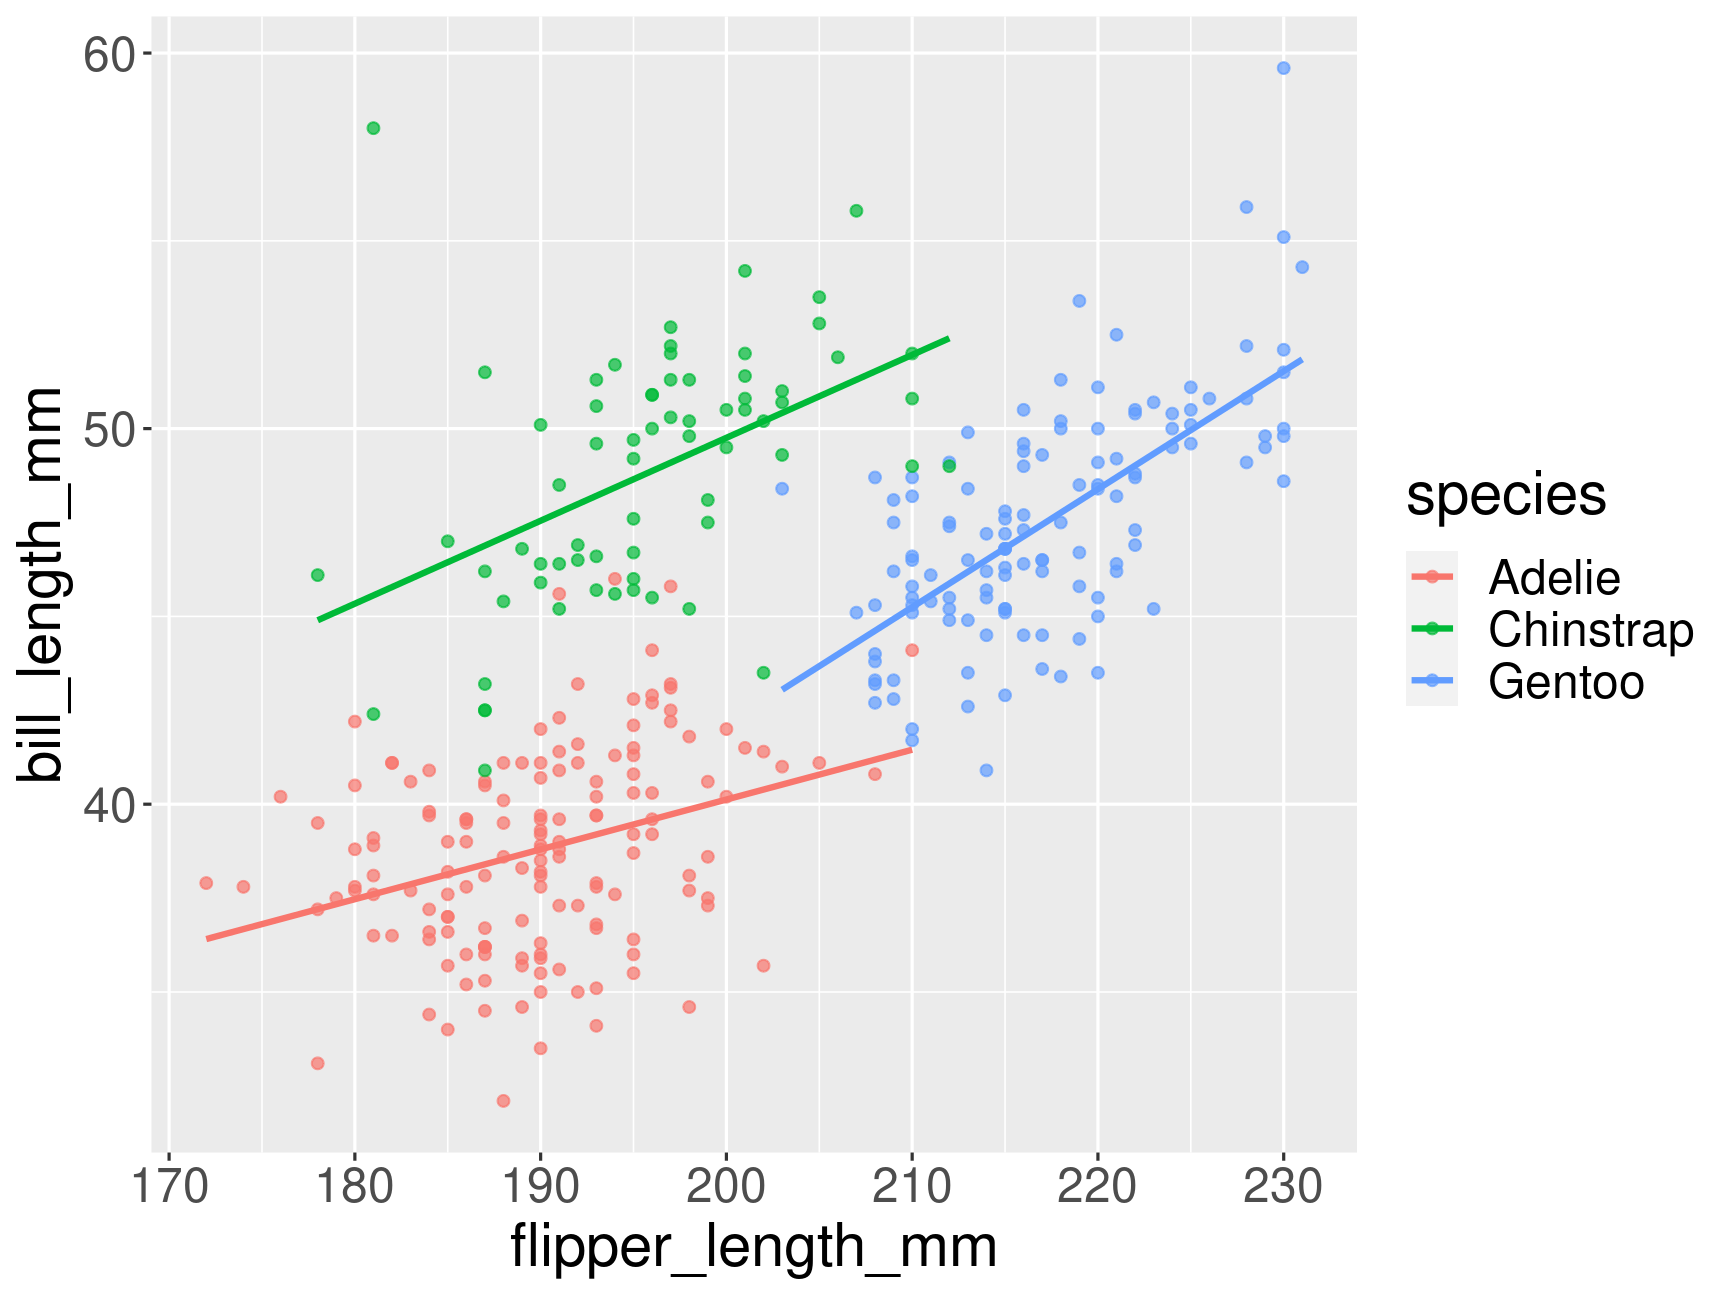 60
50
40
bill_length_mm
170 180 190 200 210 220 230
flipper_length_mm
species
Adelie
Chinstrap
Gentoo